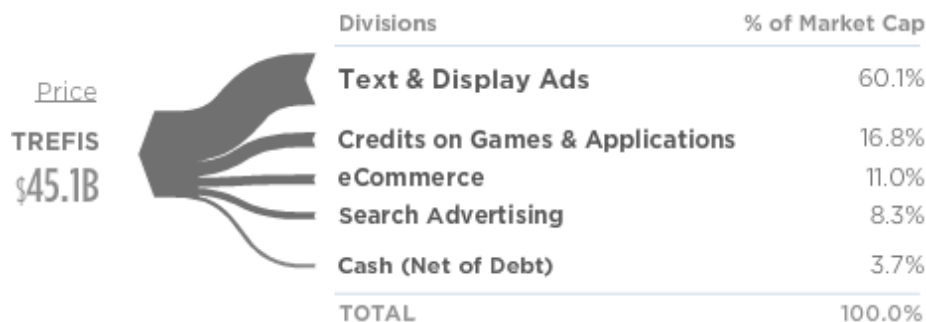 Divisions % of Market Cap
Price
TREFIS
$45.1B
Text & Display Ads 60.1%
Credits on Games & Applications 16.8%
eCommerce 11.0%
Search Advertising 8.3%
Cash (Net of Debt) 3.7%
TOTAL 100.0%